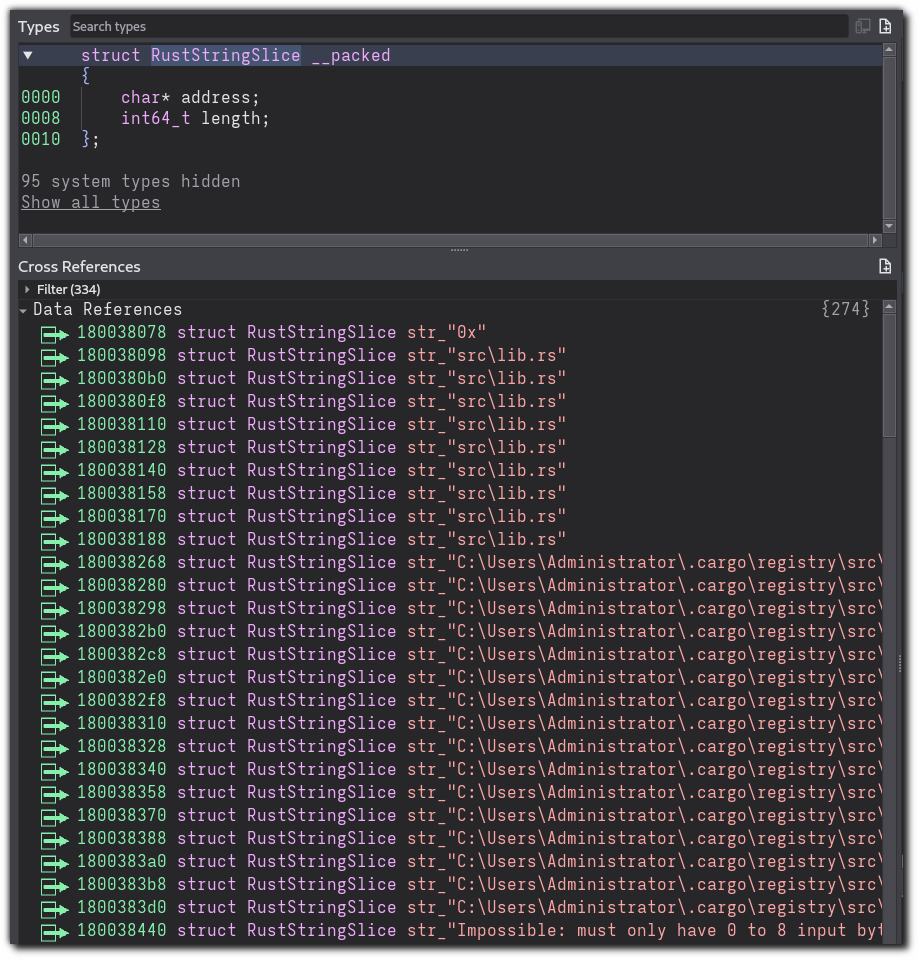 Types Search types
struct RustStringSlice __packed
{
0000 char* address;
0008 int64_t length;
0010 };
95 system types hidden
Show all types
Cross References
Filter (334)
Data References {274}
180038078 struct RustStringSlice str_"0x"
180038098 struct RustStringSlice str_"src\lib.rs"
1800380b0 struct RustStringSlice str_"src\lib.rs"
1800380f8 struct RustStringSlice str_"src\lib.rs"
180038110 struct RustStringSlice str_"src\lib.rs"
180038128 struct RustStringSlice str_"src\lib.rs"
180038140 struct RustStringSlice str_"src\lib.rs"
180038158 struct RustStringSlice str_"src\lib.rs"
180038170 struct RustStringSlice str_"src\lib.rs"
180038188 struct RustStringSlice str_"src\lib.rs"
180038268 struct RustStringSlice str_"C:\Users\Administrator\.cargo\registry\src\
180038280 struct RustStringSlice str_"C:\Users\Administrator\.cargo\registry\src\
180038298 struct RustStringSlice str_"C:\Users\Administrator\.cargo\registry\src\
1800382b0 struct RustStringSlice str_"C:\Users\Administrator\.cargo\registry\src\
1800382c8 struct RustStringSlice str_"C:\Users\Administrator\.cargo\registry\src\
1800382e0 struct RustStringSlice str_"C:\Users\Administrator\.cargo\registry\src\
1800382f8 struct RustStringSlice str_"C:\Users\Administrator\.cargo\registry\src\
180038310 struct RustStringSlice str_"C:\Users\Administrator\.cargo\registry\src\
180038328 struct RustStringSlice str_"C:\Users\Administrator\.cargo\registry\src\
180038340 struct RustStringSlice str_"C:\Users\Administrator\.cargo\registry\src\
180038358 struct RustStringSlice str_"C:\Users\Administrator\.cargo\registry\src\
180038370 struct RustStringSlice str_"C:\Users\Administrator\.cargo\registry\src\
180038388 struct RustStringSlice str_"C:\Users\Administrator\.cargo\registry\src\
1800383a0 struct RustStringSlice str_"C:\Users\Administrator\.cargo\registry\src\
1800383b8 struct RustStringSlice str_"C:\Users\Administrator\.cargo\registry\src\
1800383d0 struct RustStringSlice str_"C:\Users\Administrator\.cargo\registry\src\
180038440 struct RustStringSlice str_"Impossible: must only have 0 to 8 input byt